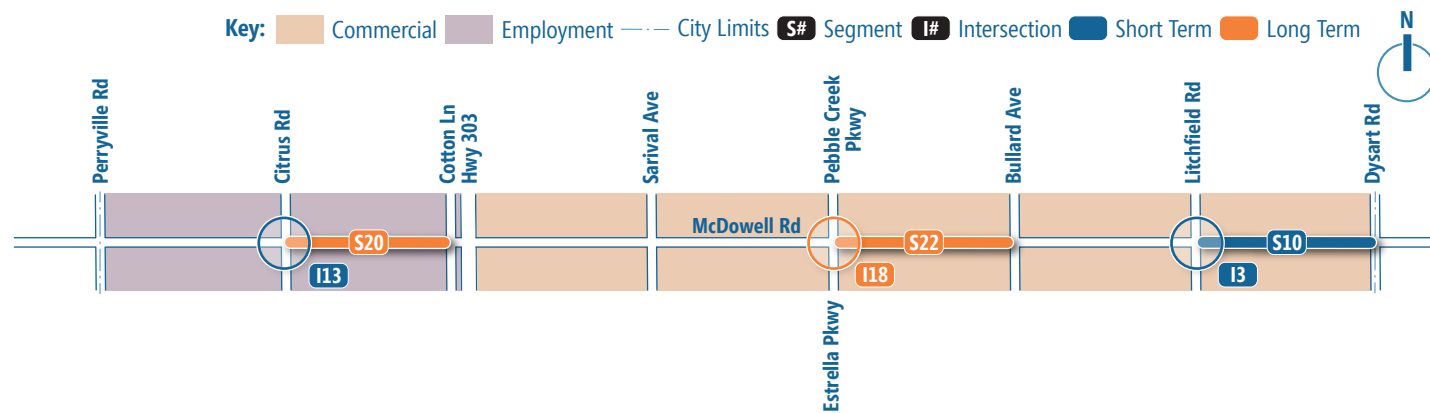 Key: Commercial Employment City Limits S# Segment I# Intersection Short Term Long Term
N
Perryville Rd
Citrus Rd
Cotton Ln
Hwy 303
Sarival Ave
Pebble Creek
Pkwy
Bullard Ave
Litchfield Rd
Dysart Rd
McDowell Rd
S20
S22
S10
I13
I18
I3
Estrella Pkwy